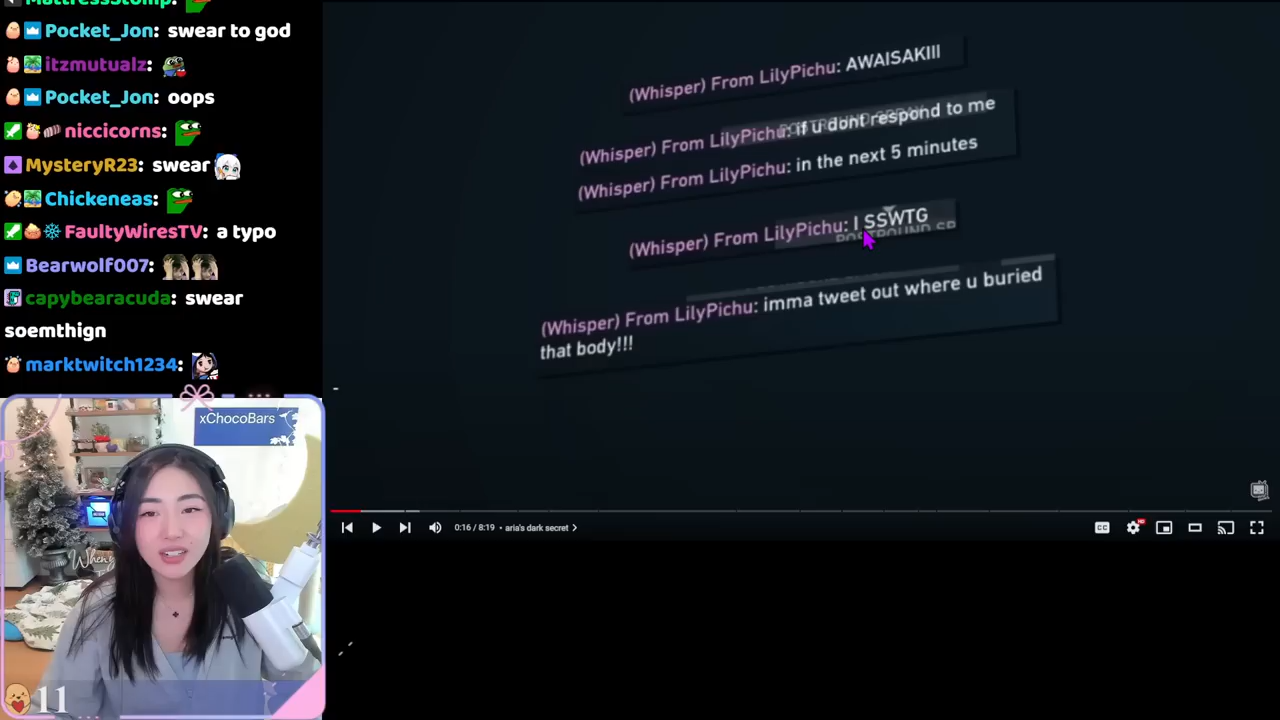 Pocket_Jon: swear to god
itzmutualz:
Pocket_Jon: oops
niccicorns:
MysteryR23: swear
Chickeneas:
FaultyWiresTV: a typo
Bearwolf007:
capybearacuda: swear
soemthign
marktwitch1234:
xChocoBars
11
(Whisper) From LilyPichu: AWAISAKIII
(Whisper) From LilyPichu: if u dont respond to me
(Whisper) From LilyPichu: in the next 5 minutes
(Whisper) From LilyPichu: I SSWTG
(Whisper) From LilyPichu: imma tweet out where u buried
that body!!!
0:16 / 8:19 • aria's dark secret
CC
HD